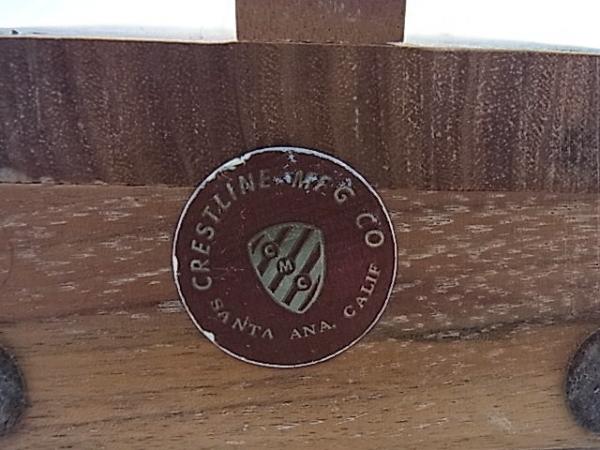 CRESTLINE MFG CO
CMC
SANTA ANA, CALIF